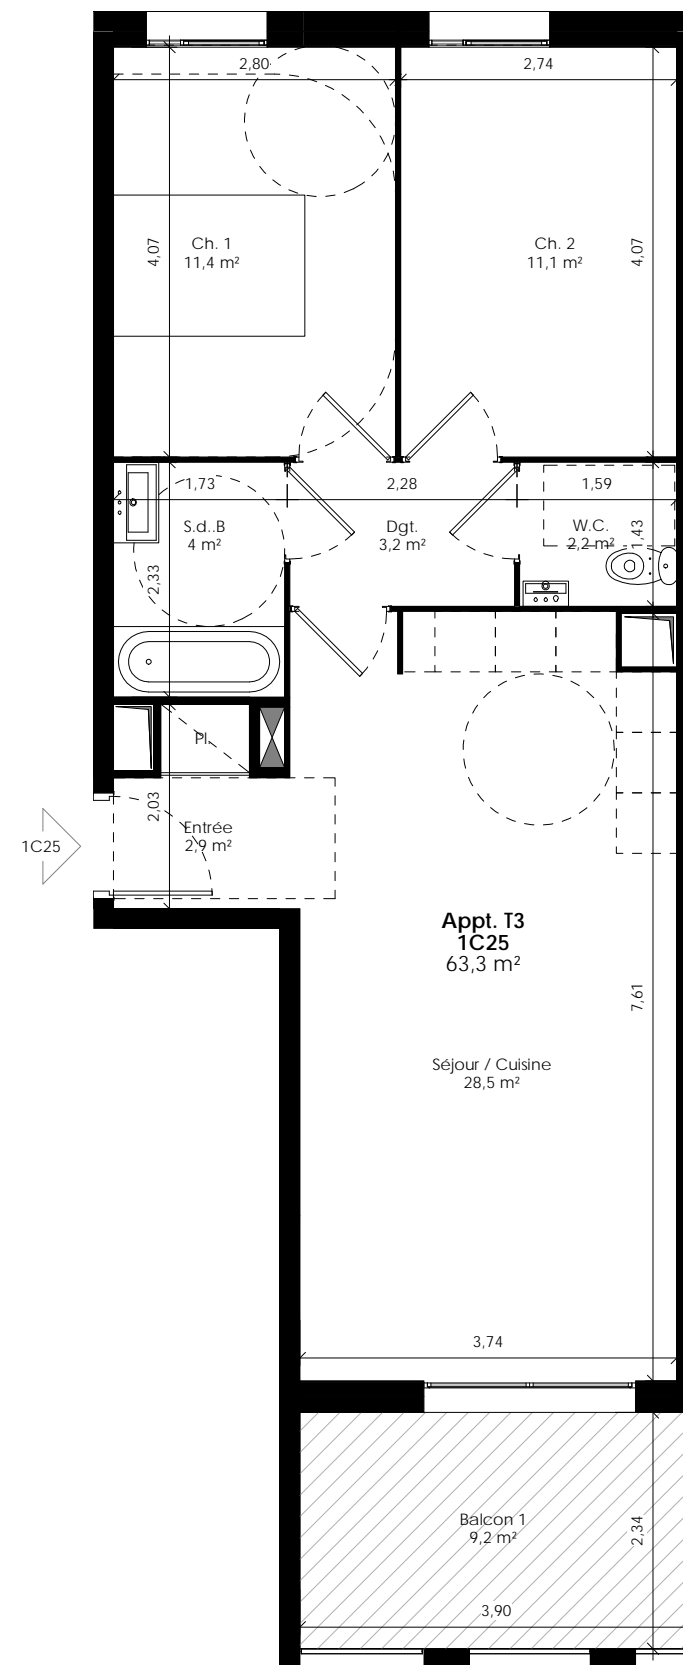 2,80
2,74
Ch. 1
11,4 m²
4,07
Ch. 2
11,1 m²
4,07
1,73
2,28
1,59
S.d..B
4 m²
2,33
Dgt.
3,2 m²
W.C.
2,2 m²
1,43
Pl.
2,03
Entrée
2,9 m²
1C25
Appt. T3
1C25
63,3 m²
7,61
Séjour / Cuisine
28,5 m²
3,74
Balcon 1
9,2 m²
2,34
3,90